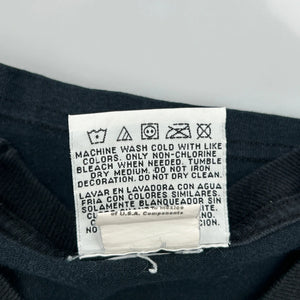 MACHINE WASH COLD WITH LIKE
COLORS. ONLY NON-CHLORINE
BLEACH WHEN NEEDED. TUMBLE
DRY MEDIUM. DO NOT IRON
DECORATION. DO NOT DRY CLEAN.
LAVAR EN LAVADORA CON AGUA
FRIA CON COLORES SIMILARES.
SOLAMENTE BLANQUEADOR SIN
of U.S.A. Components